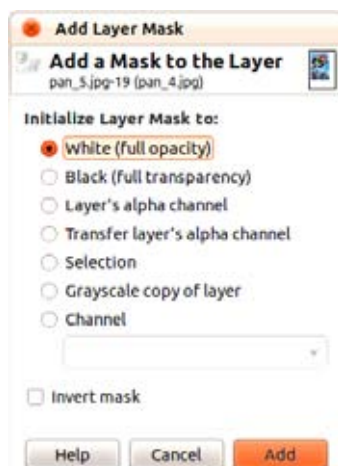 Add Layer Mask
Add a Mask to the Layer
pan_5.jpg-19 (pan_4.jpg)
Initialize Layer Mask to:
White (full opacity)
Black (full transparency)
Layer's alpha channel
Transfer layer's alpha channel
Selection
Grayscale copy of layer
Channel
Invert mask
Help
Cancel
Add